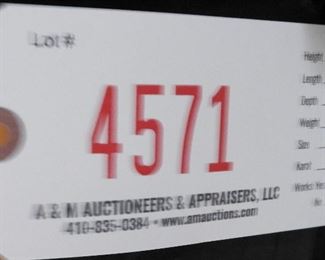 Lot#
4571
A & M AUCTIONEERS & APPRAISERS, LLC
410-835-0384 • www.amauctions.com
Height
Length
Depth
Weight
Size
Karat
Works: Yes
No